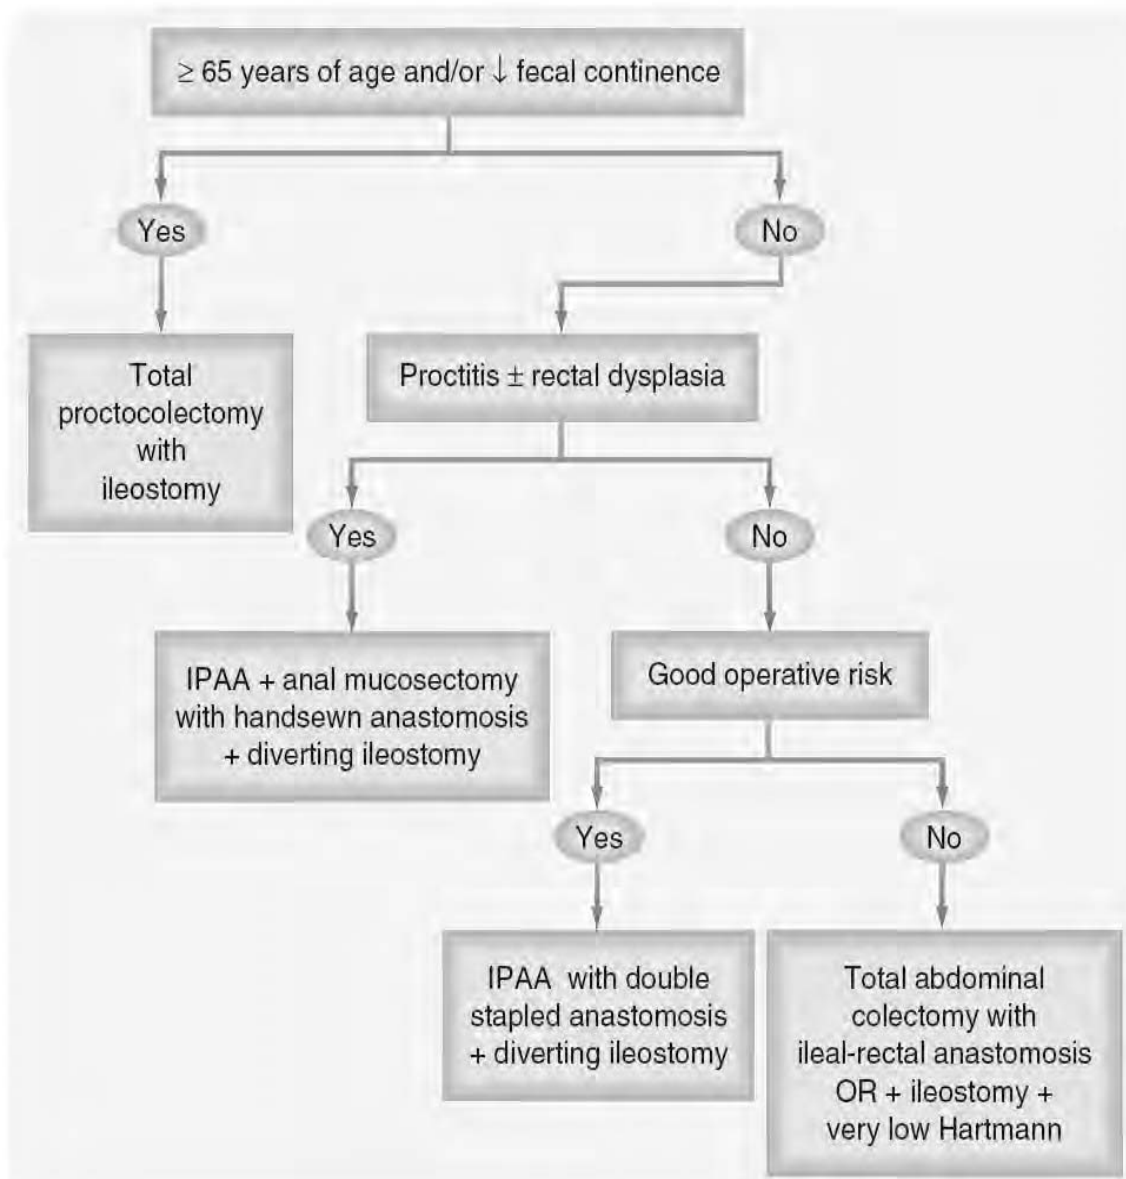 ≥ 65 years of age and/or ↓ fecal continence
Yes
No
Total
proctocolectomy
with
ileostomy
Proctitis ± rectal dysplasia
Yes
No
IPAA + anal mucosectomy
with handsewn anastomosis
+ diverting ileostomy
Good operative risk
Yes
No
IPAA with double
stapled anastomosis
+ diverting ileostomy
Total abdominal
colectomy with
ileal-rectal anastomosis
OR + ileostomy +
very low Hartmann